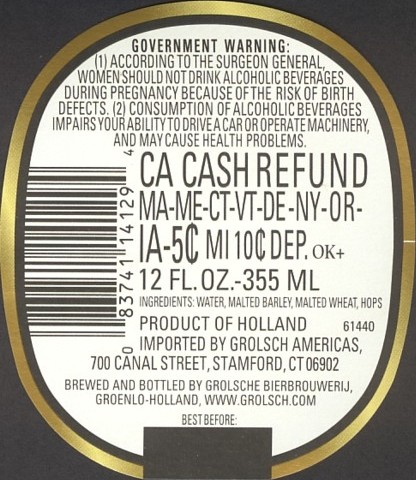 GOVERNMENT WARNING:
(1) ACCORDING TO THE SURGEON GENERAL,
WOMEN SHOULD NOT DRINK ALCOHOLIC BEVERAGES
DURING PREGNANCY BECAUSE OF THE RISK OF BIRTH
DEFECTS. (2) CONSUMPTION OF ALCOHOLIC BEVERAGES
IMPAIRS YOUR ABILITY TO DRIVE A CAR OR OPERATE MACHINERY,
AND MAY CAUSE HEALTH PROBLEMS.
0 83741 14129 4
CA CASH REFUND
MA-ME-CT-VT-DE-NY-OR-
IA-5¢ MI 10¢ DEP. OK+
12 FL.OZ.-355 ML
INGREDIENTS: WATER, MALTED BARLEY, MALTED WHEAT, HOPS
PRODUCT OF HOLLAND 61440
IMPORTED BY GROLSCH AMERICAS,
700 CANAL STREET, STAMFORD, CT 06902
BREWED AND BOTTLED BY GROLSCHE BIERBROUWERIJ,
GROENLO-HOLLAND, WWW.GROLSCH.COM
BEST BEFORE: